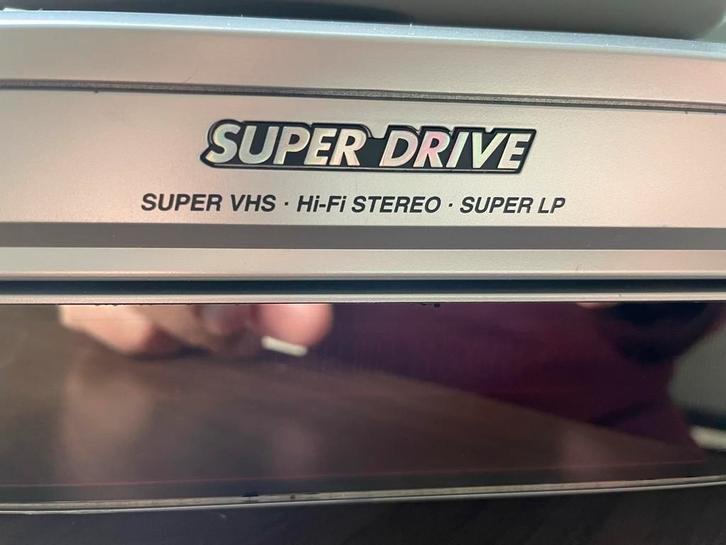 SUPER DRIVE
SUPER VHS · Hi-Fi STEREO · SUPER LP